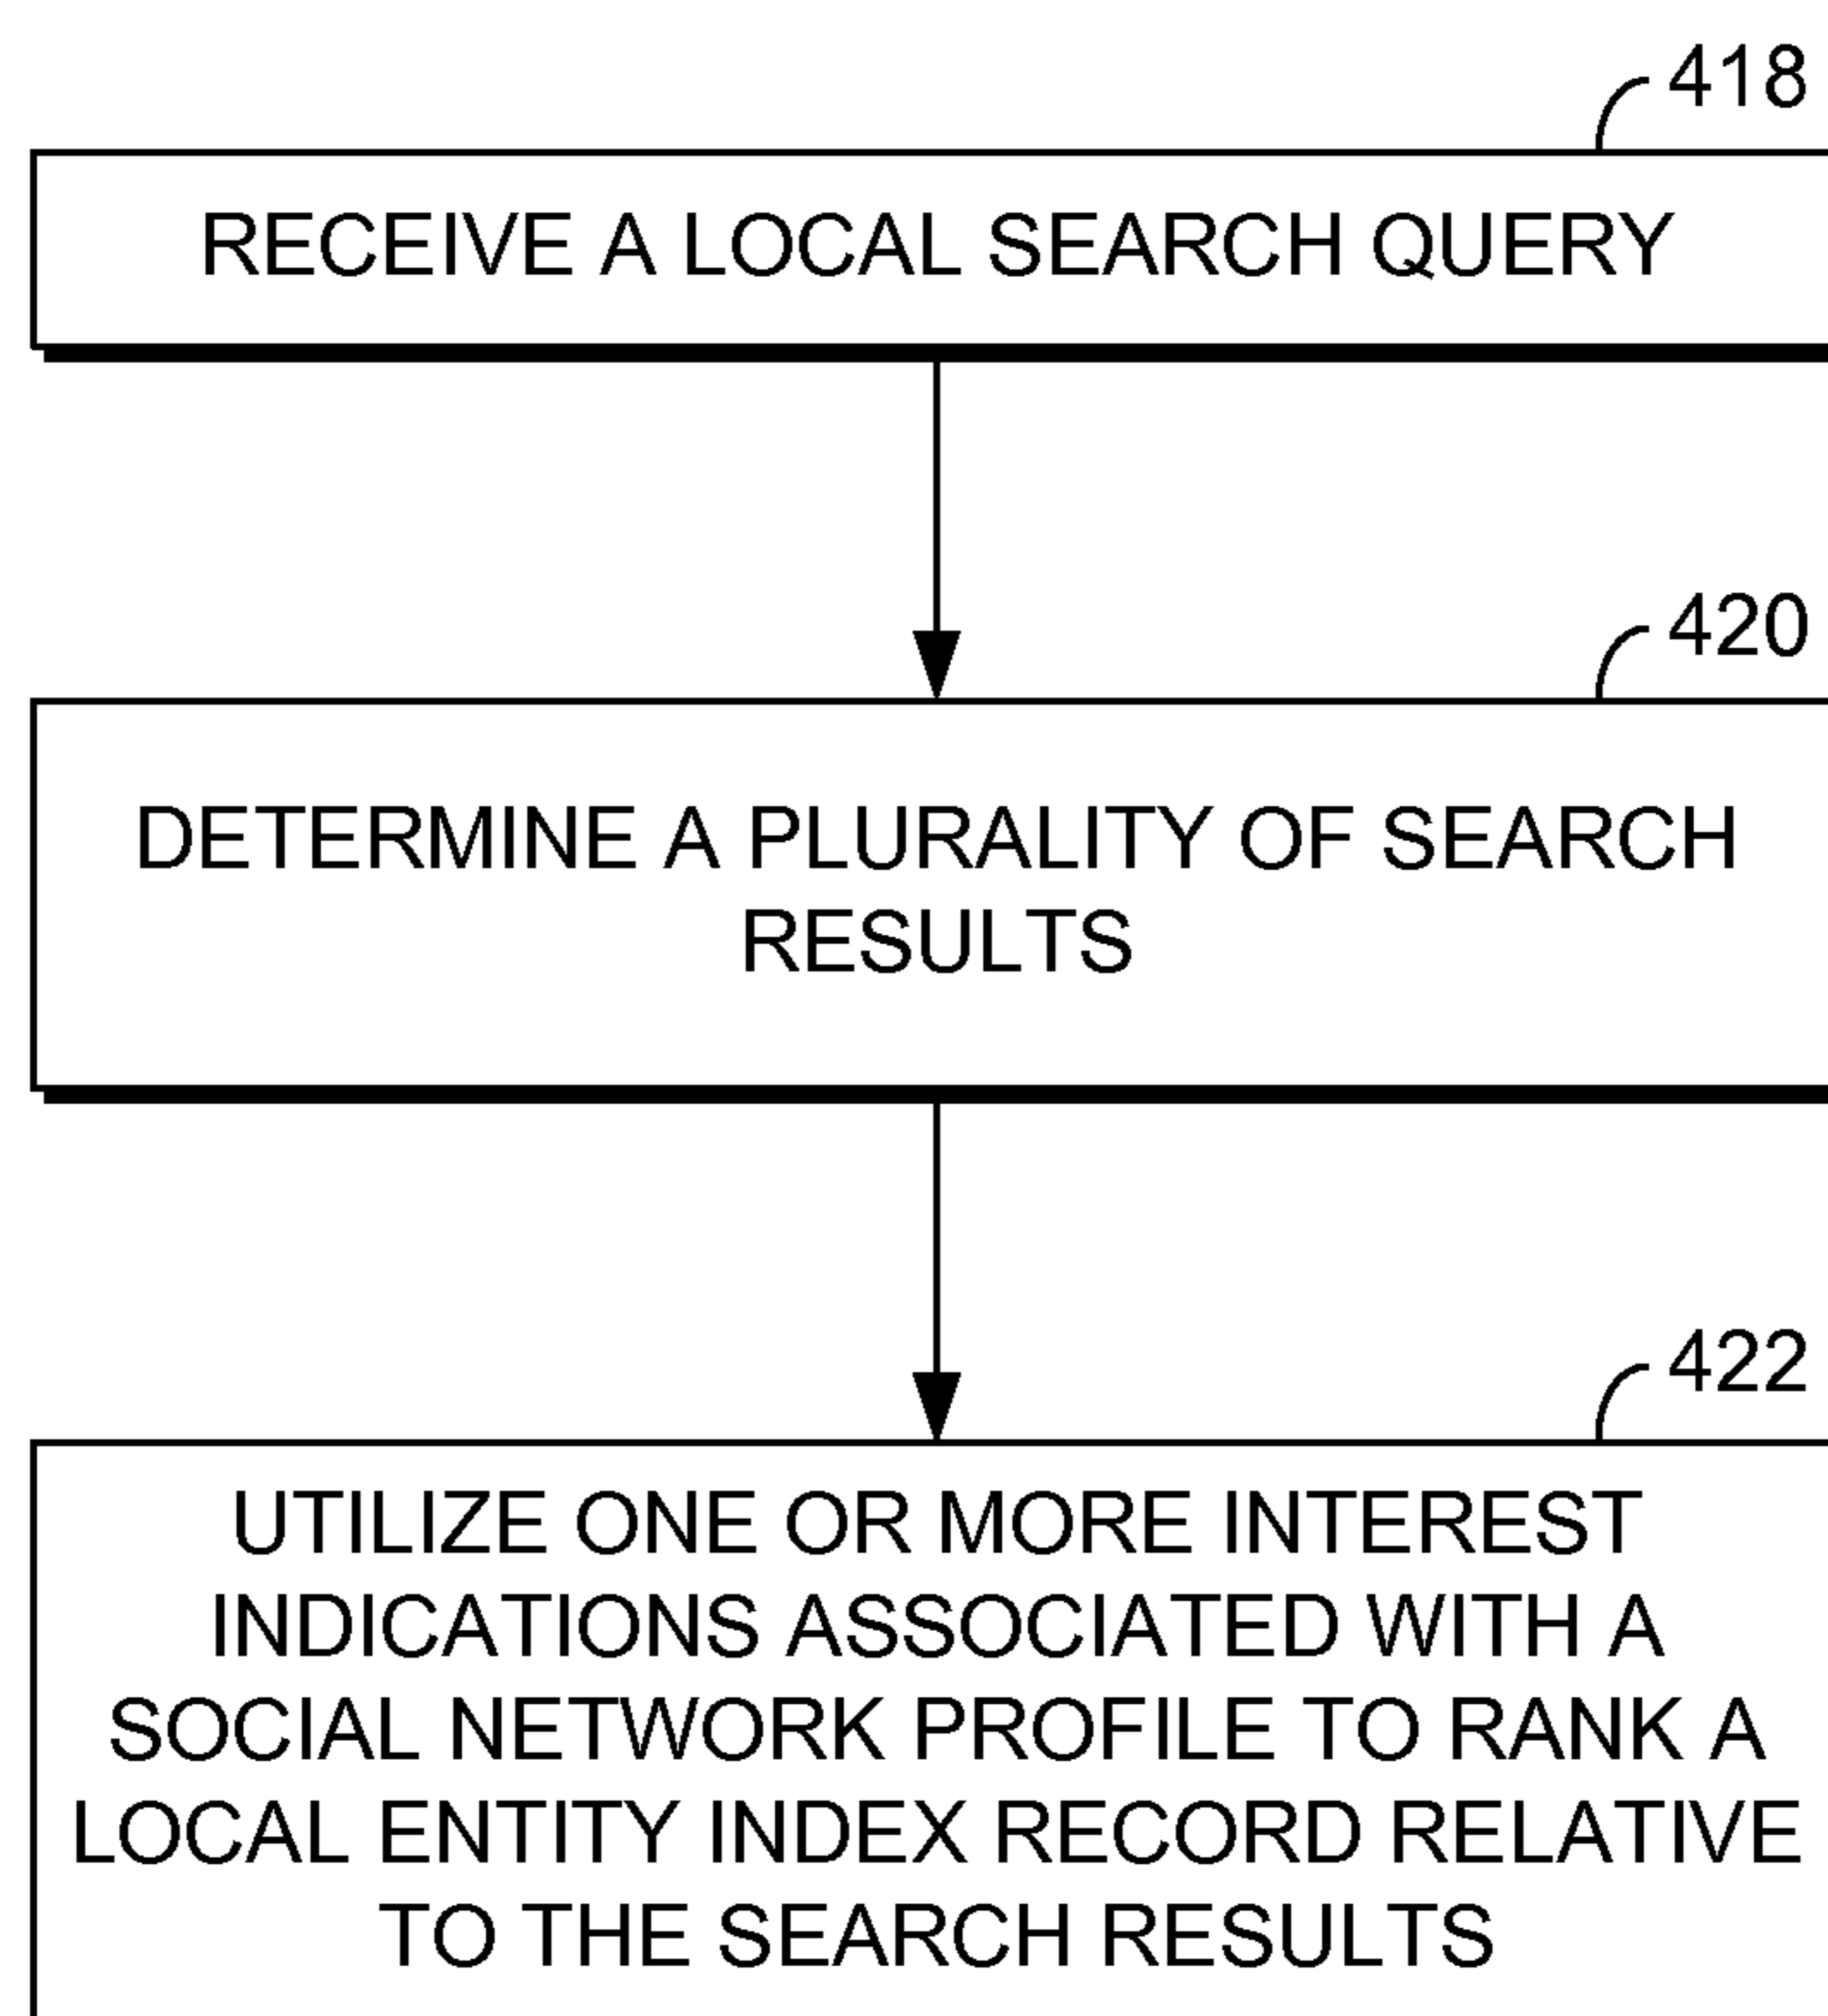 418
RECEIVE A LOCAL SEARCH QUERY
420
DETERMINE A PLURALITY OF SEARCH
RESULTS
422
UTILIZE ONE OR MORE INTEREST
INDICATIONS ASSOCIATED WITH A
SOCIAL NETWORK PROFILE TO RANK A
LOCAL ENTITY INDEX RECORD RELATIVE
TO THE SEARCH RESULTS